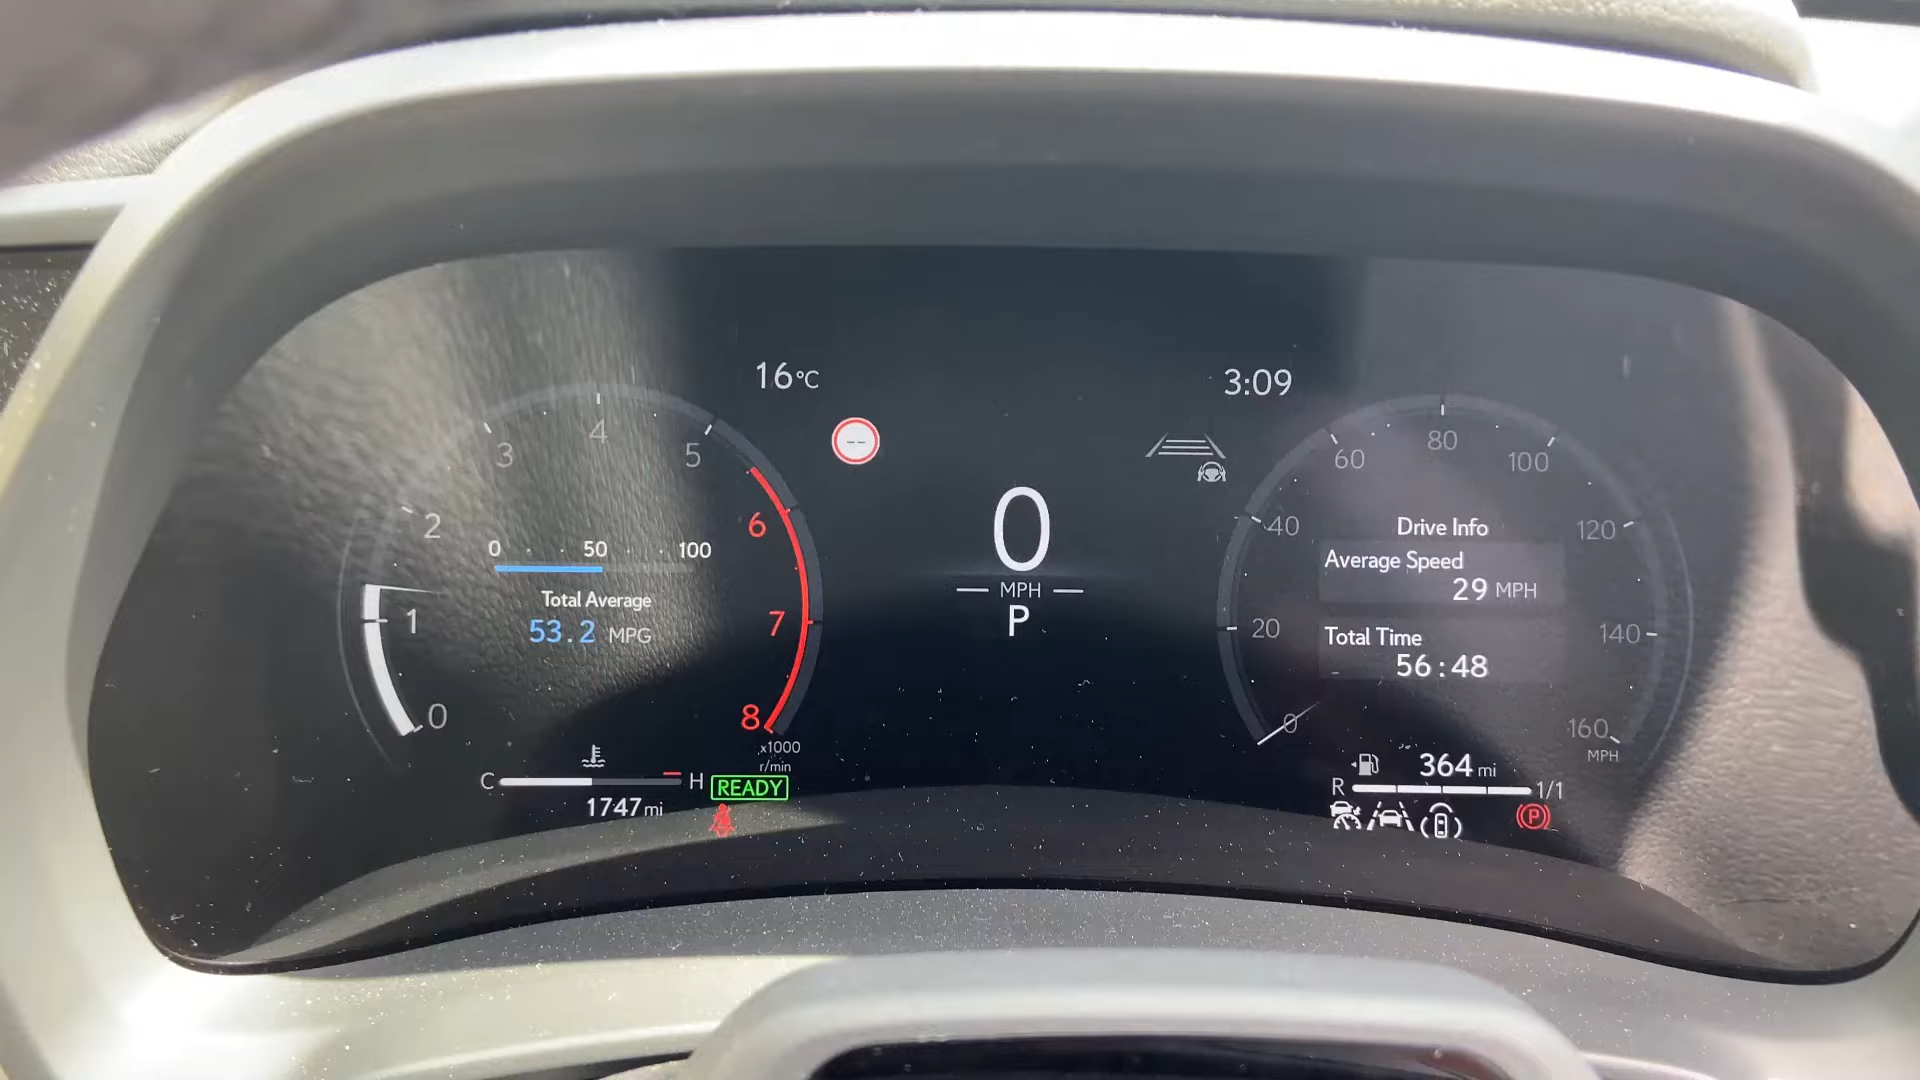 16°C
3:09
--
0
MPH
P
0
1
2
3
4
5
6
7
8
x1000
r/min
0 50 100
Total Average
53.2 MPG
C H
READY
1747 mi
0
20
40
60
80
100
120
140
160
MPH
Drive Info
Average Speed
29 MPH
Total Time
56:48
364 mi
R 1/1
P